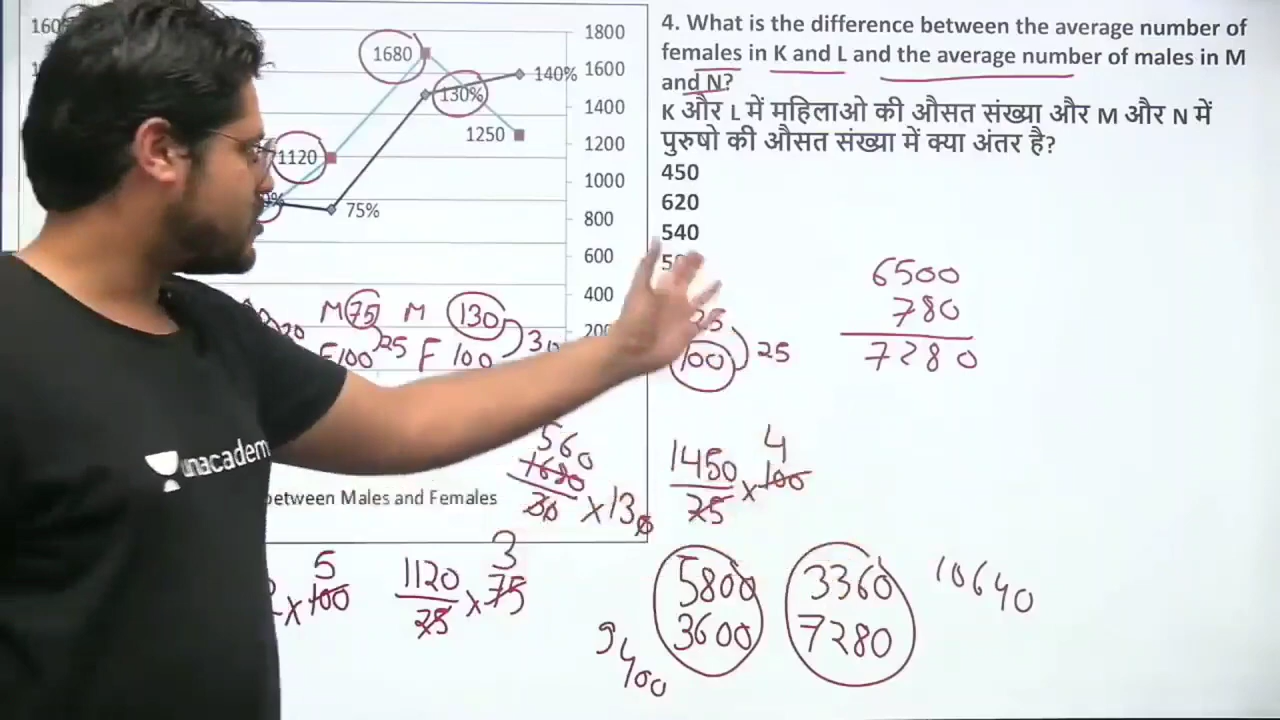 4. What is the difference between the average number of
females in K and L and the average number of males in M
and N?
K और L में महिलाओ की औसत संख्या और M और N में
पुरुषो की औसत संख्या में क्या अंतर है?
450
620
540
1680
140%
130%
1250
1120
75%
1800
1600
1400
1200
1000
800
600
400
M 75 M 130
F 100 25 F 100
100 25
6500
780
7280
between Males and Females
560
1680
30 ×130
4
1450
25 × 100
5
× 100
3
1120
25 × 75
5800 3360 10640
3600 7280
9400
unacadem